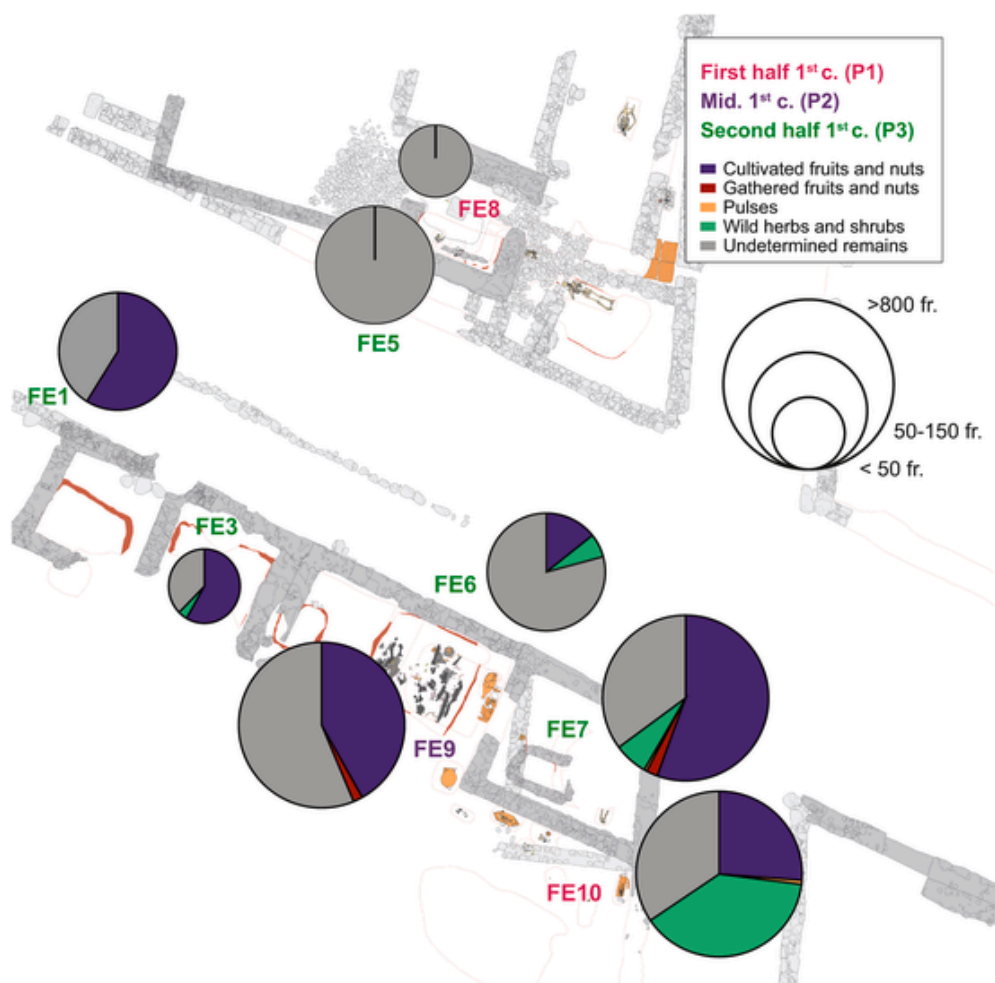 First half 1st c. (P1)
Mid. 1st c. (P2)
Second half 1st c. (P3)
Cultivated fruits and nuts
Gathered fruits and nuts
Pulses
Wild herbs and shrubs
Undetermined remains
FE8
>800 fr.
FE5
FE1
50-150 fr.
< 50 fr.
FE3
FE6
FE7
FE9
FE10